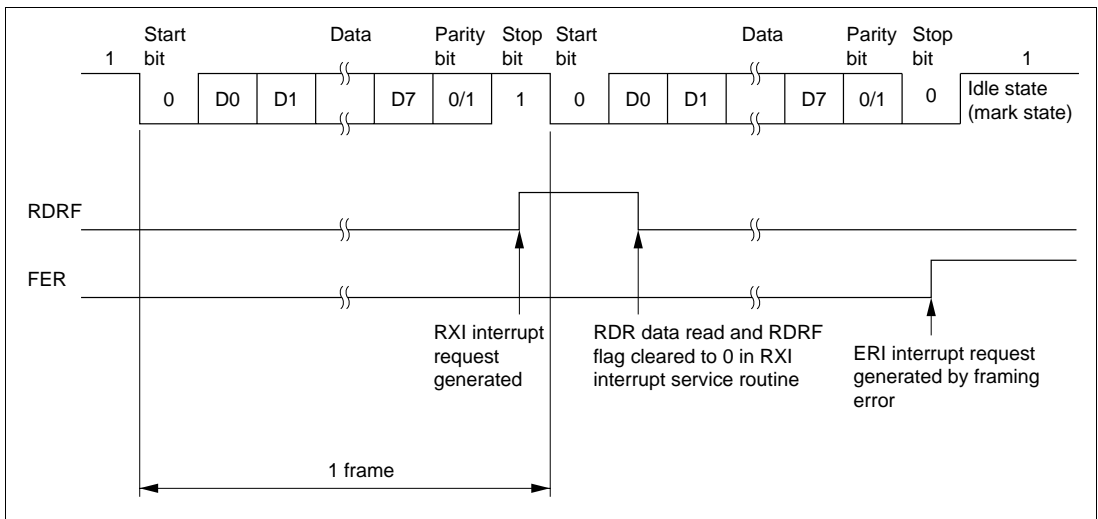 Start Data Parity Stop Start Data Parity Stop
1 bit bit bit bit bit bit 1
0 D0 D1 D7 0/1 1 0 D0 D1 D7 0/1 0 Idle state
(mark state)
RDRF
FER
RXI interrupt
request
generated
RDR data read and RDRF
flag cleared to 0 in RXI
interrupt service routine
ERI interrupt request
generated by framing
error
1 frame